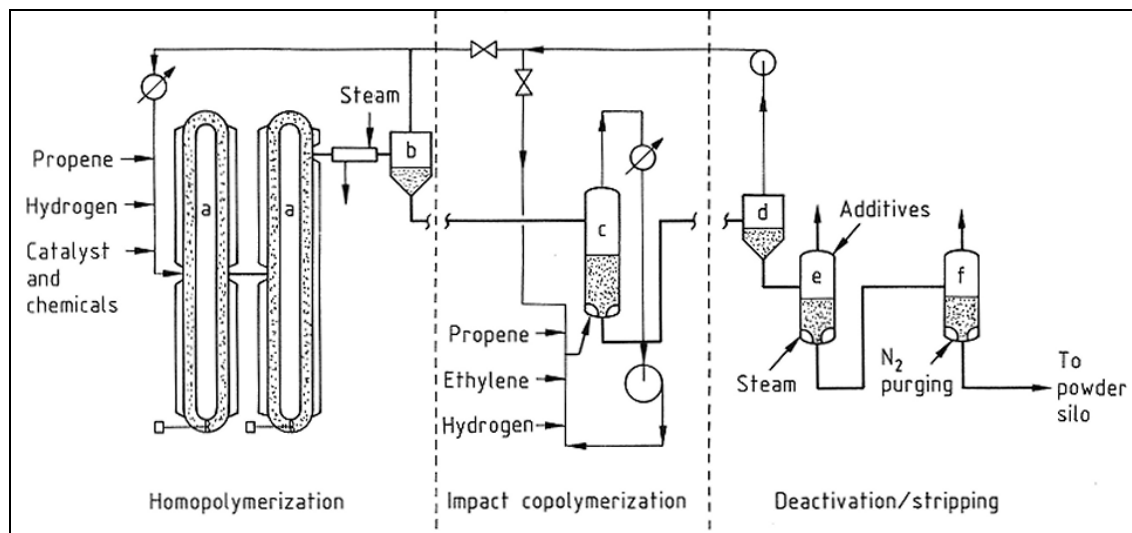 Steam
b
Propene
Hydrogen
Catalyst
and
chemicals
a
a
Homopolymerization
c
Propene
Ethylene
Hydrogen
Impact copolymerization
d
Additives
e
f
Steam
N2
purging
To
powder
silo
Deactivation/stripping